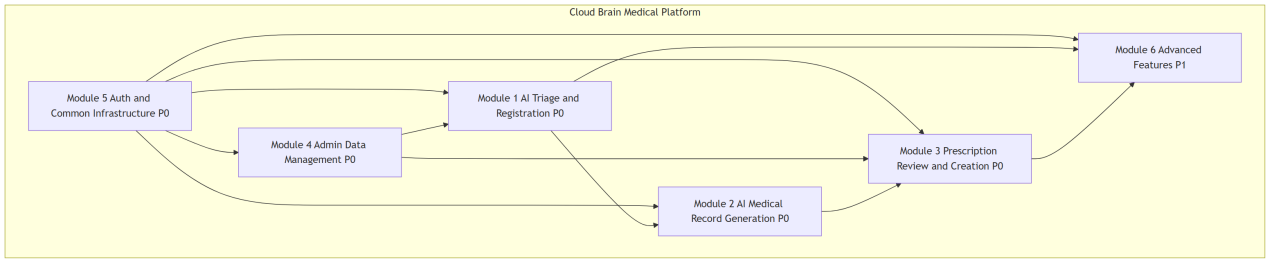 Cloud Brain Medical Platform
Module 5 Auth and
Common Infrastructure P0
Module 4 Admin Data
Management P0
Module 1 AI Triage and
Registration P0
Module 2 AI Medical
Record Generation P0
Module 3 Prescription
Review and Creation P0
Module 6 Advanced
Features P1